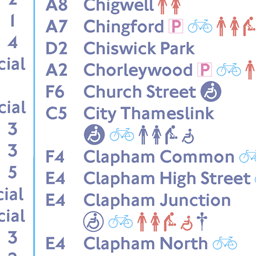 2
1
4
cial
cial
3
3
5
cial
cial
3
A8 Chigwell
A7 Chingford P
D2 Chiswick Park
A2 Chorleywood P
F6 Church Street
C5 City Thameslink
F4 Clapham Common
E4 Clapham High Street
E4 Clapham Junction
†
E4 Clapham North